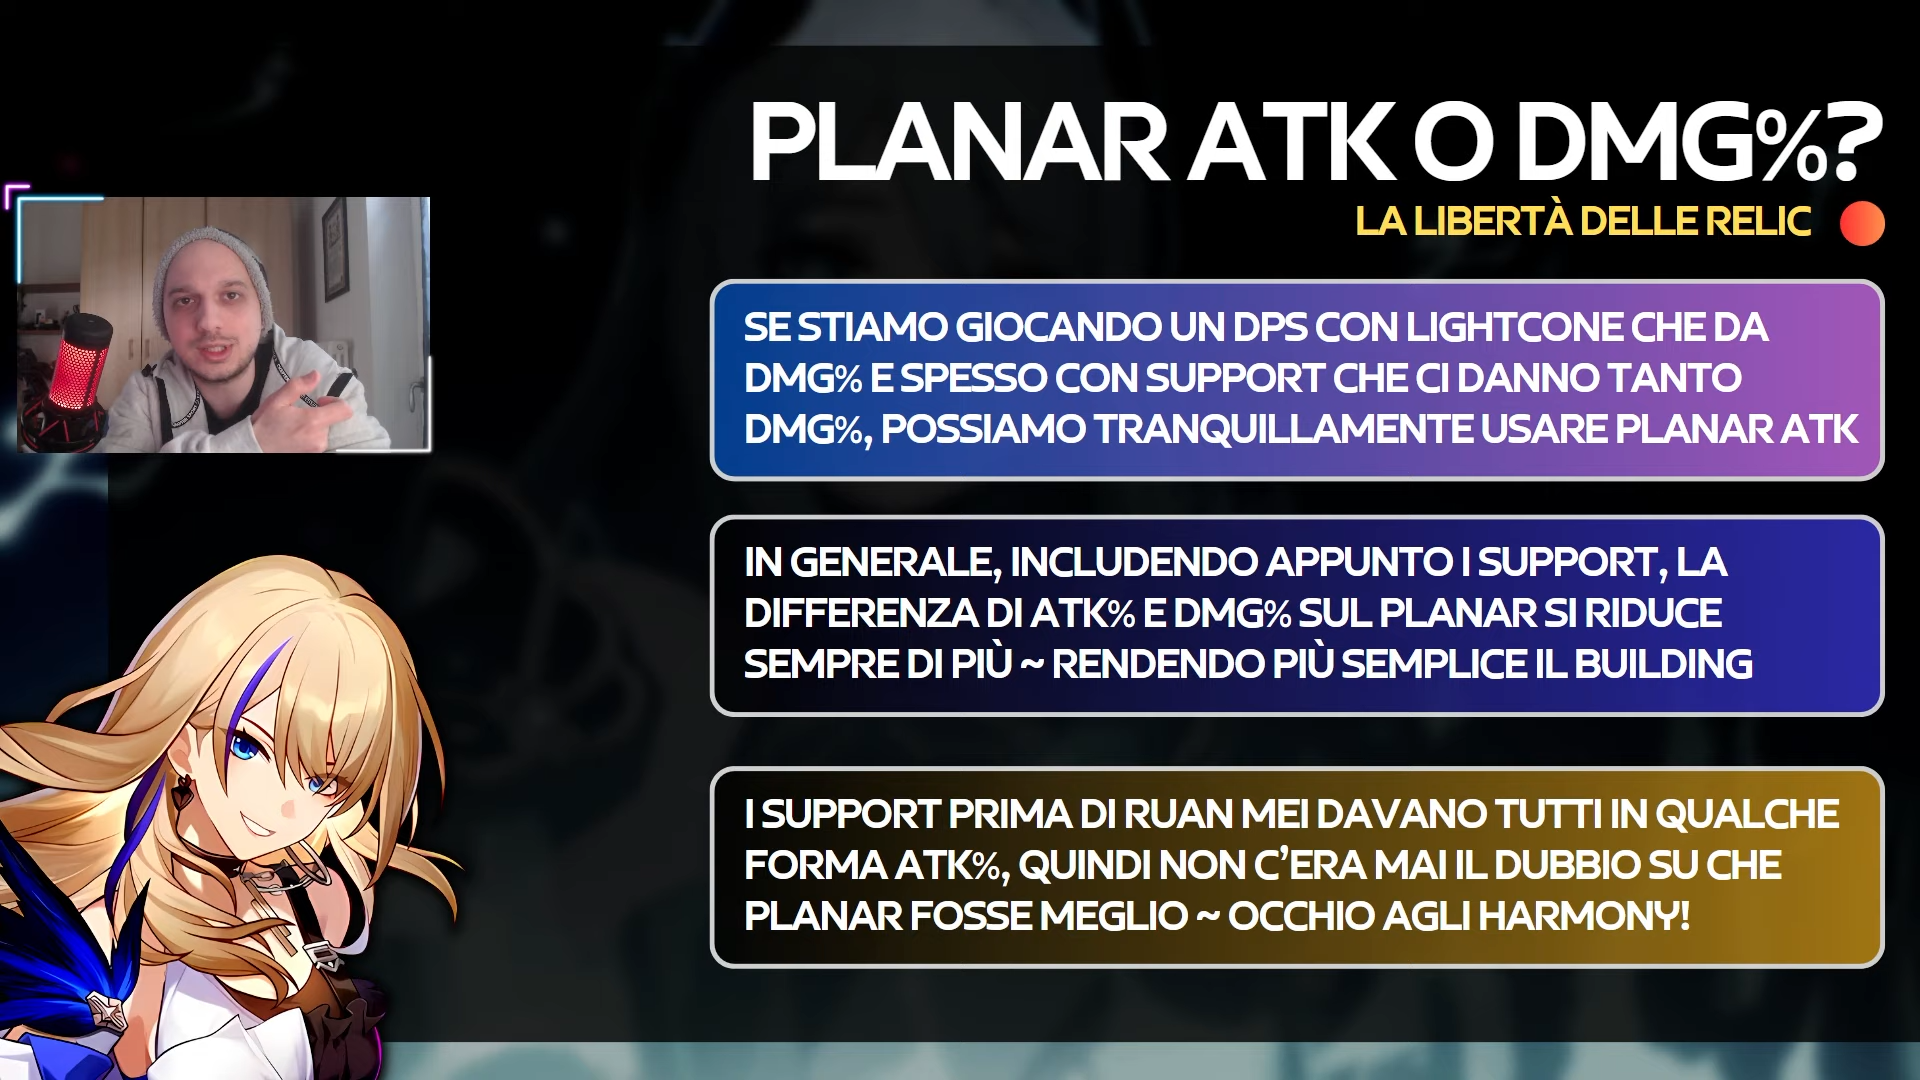 PLANAR ATK O DMG%?
LA LIBERTÀ DELLE RELIC
SE STIAMO GIOCANDO UN DPS CON LIGHTCONE CHE DA
DMG% E SPESSO CON SUPPORT CHE CI DANNO TANTO
DMG%, POSSIAMO TRANQUILLAMENTE USARE PLANAR ATK
IN GENERALE, INCLUDENDO APPUNTO I SUPPORT, LA
DIFFERENZA DI ATK% E DMG% SUL PLANAR SI RIDUCE
SEMPRE DI PIÙ ~ RENDENDO PIÙ SEMPLICE IL BUILDING
I SUPPORT PRIMA DI RUAN MEI DAVANO TUTTI IN QUALCHE
FORMA ATK%, QUINDI NON C’ERA MAI IL DUBBIO SU CHE
PLANAR FOSSE MEGLIO ~ OCCHIO AGLI HARMONY!